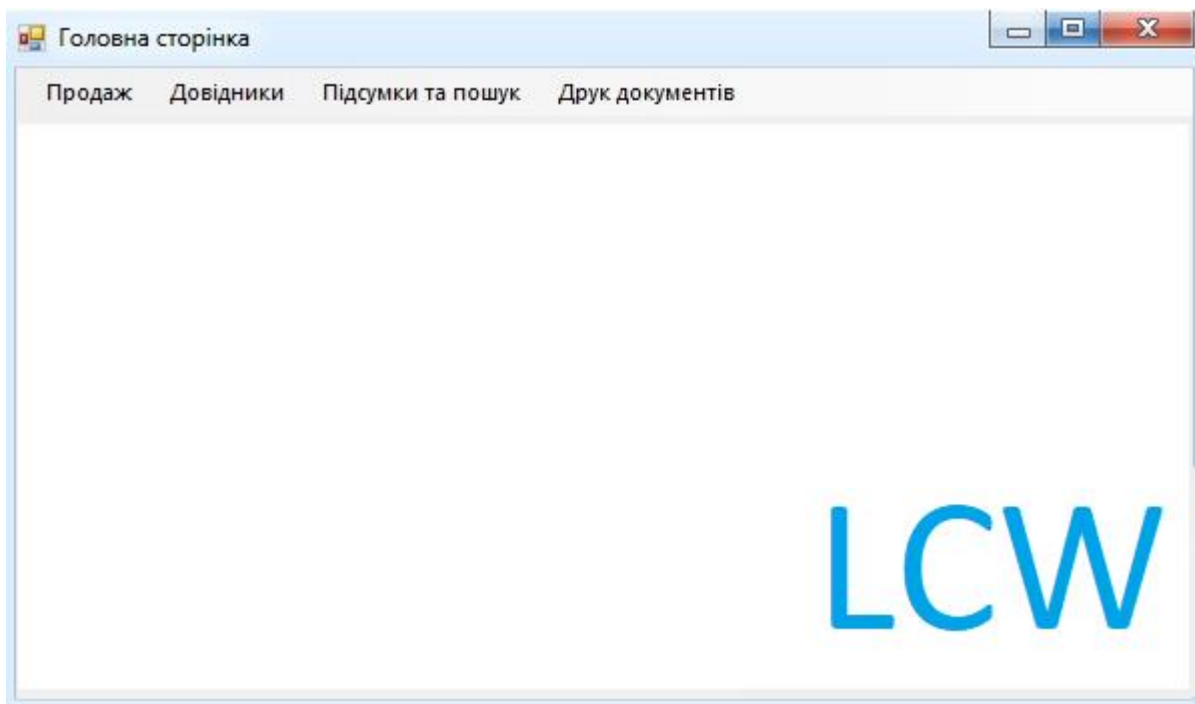 Головна сторінка
Продаж Довідники Підсумки та пошук Друк документів
LCW